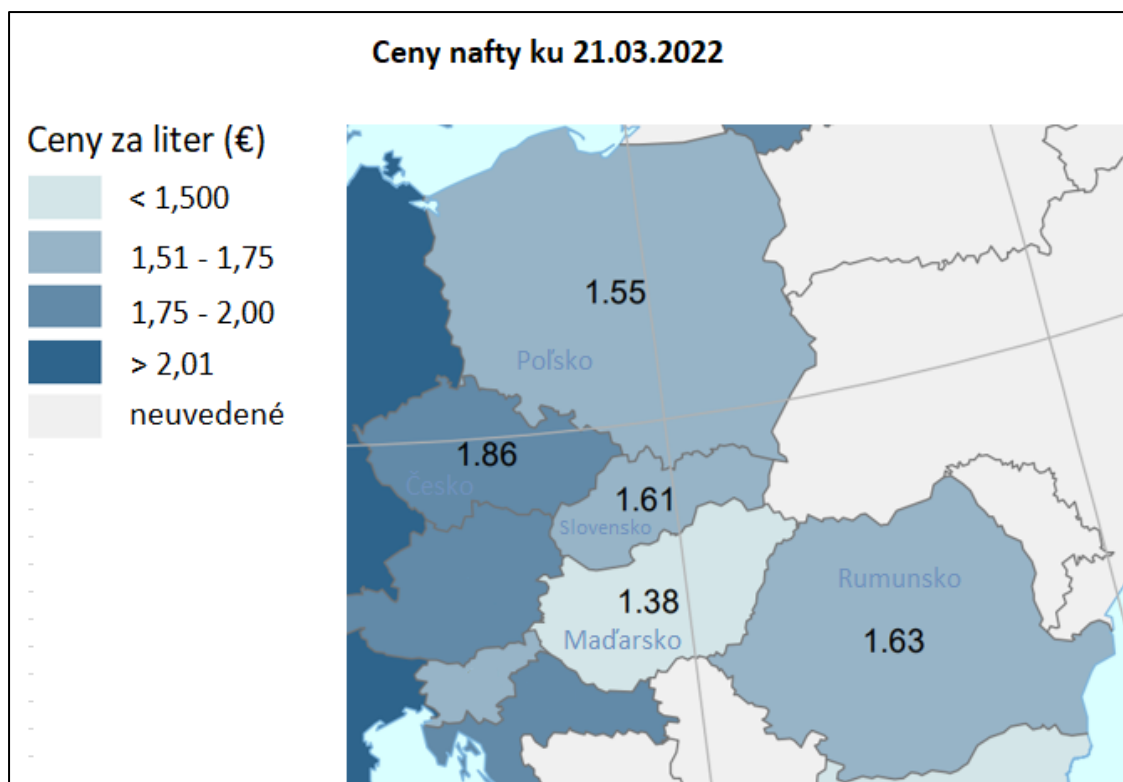 Ceny nafty ku 21.03.2022
Ceny za liter (€)
< 1,500
1,51 - 1,75
1,75 - 2,00
> 2,01
neuvedené
1.55
Poľsko
1.86
Česko
1.61
Slovensko
1.38
Maďarsko
Rumunsko
1.63